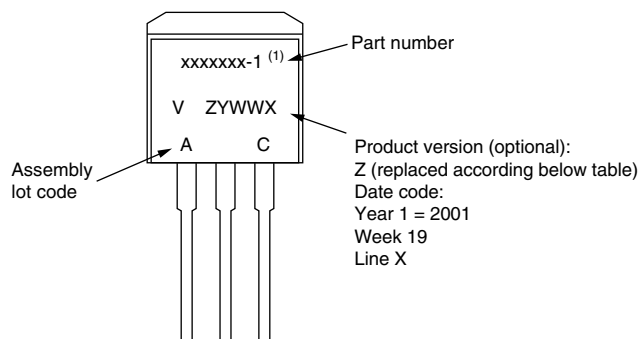 xxxxxxx-1 (1)
Part number
V ZYWWX
A C
Assembly
lot code
Product version (optional):
Z (replaced according below table)
Date code:
Year 1 = 2001
Week 19
Line X